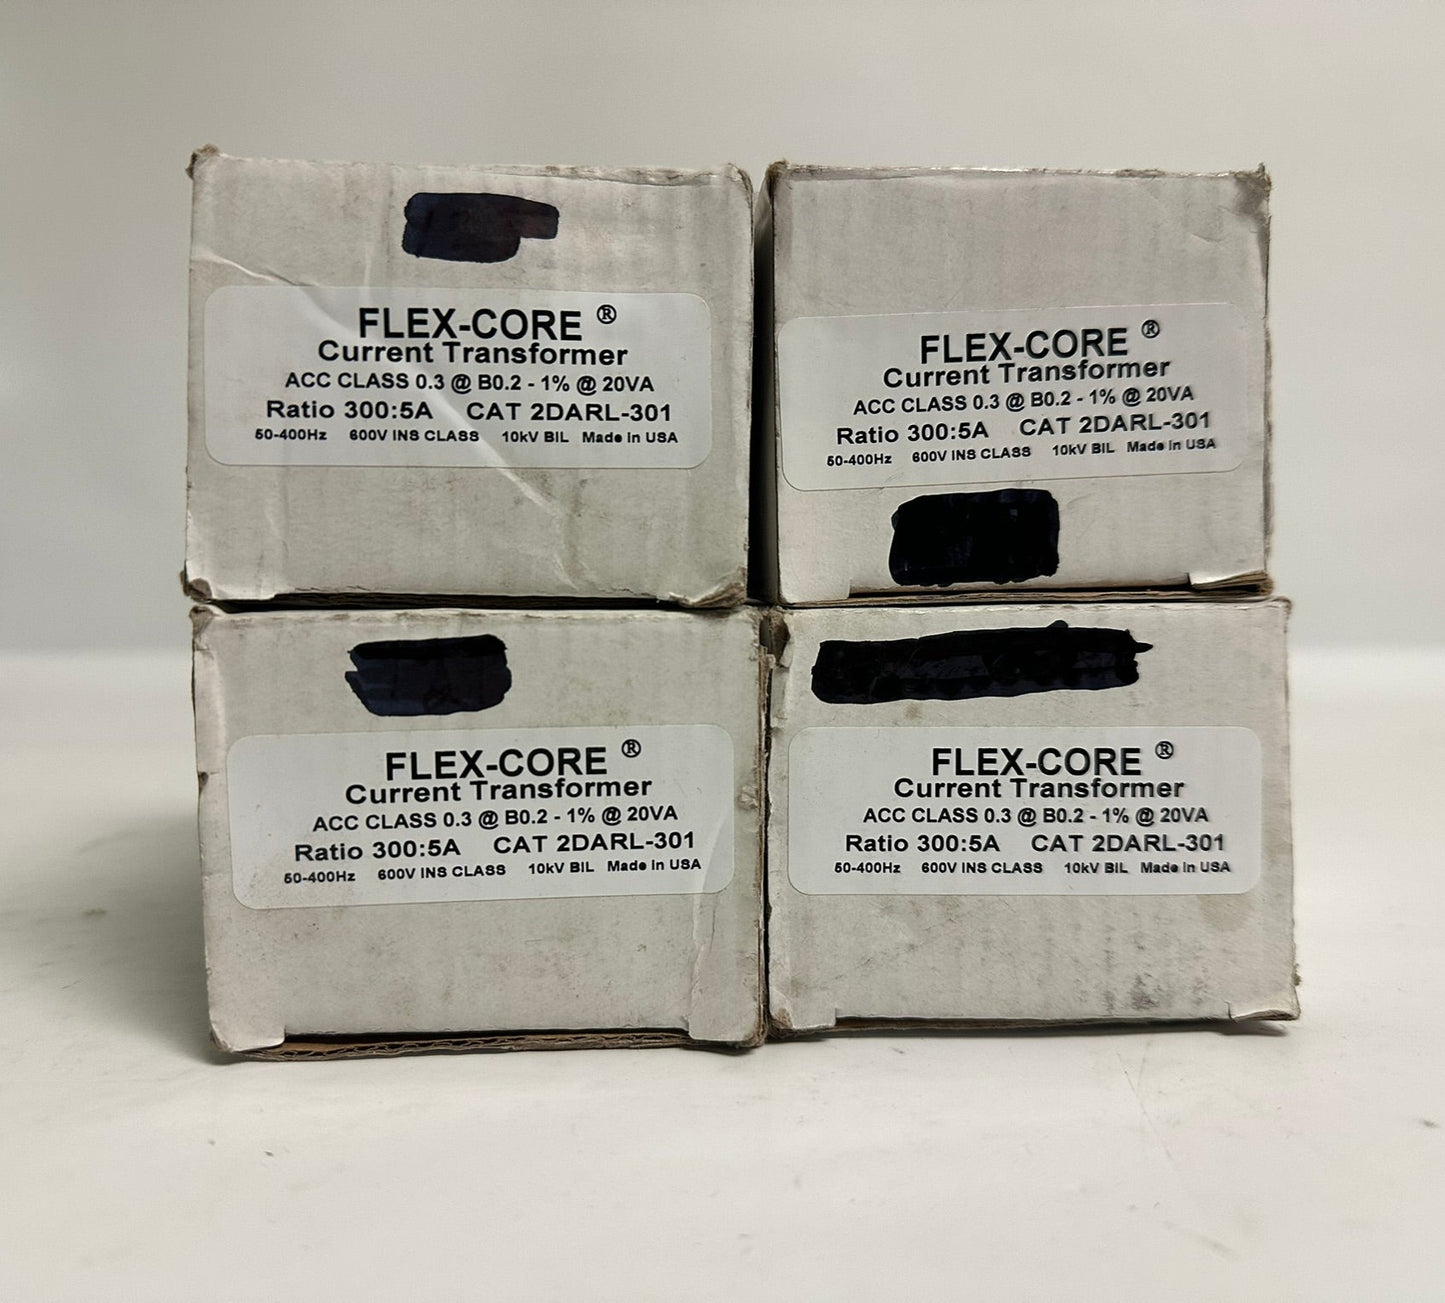 FLEX-CORE ®
Current Transformer
ACC CLASS 0.3 @ B0.2 - 1% @ 20VA
Ratio 300:5A CAT 2DARL-301
50-400Hz 600V INS CLASS 10kV BIL Made in USA
FLEX-CORE ®
Current Transformer
ACC CLASS 0.3 @ B0.2 - 1% @ 20VA
Ratio 300:5A CAT 2DARL-301
50-400Hz 600V INS CLASS 10kV BIL Made in USA
FLEX-CORE ®
Current Transformer
ACC CLASS 0.3 @ B0.2 - 1% @ 20VA
Ratio 300:5A CAT 2DARL-301
50-400Hz 600V INS CLASS 10kV BIL Made in USA
FLEX-CORE ®
Current Transformer
ACC CLASS 0.3 @ B0.2 - 1% @ 20VA
Ratio 300:5A CAT 2DARL-301
50-400Hz 600V INS CLASS 10kV BIL Made in USA